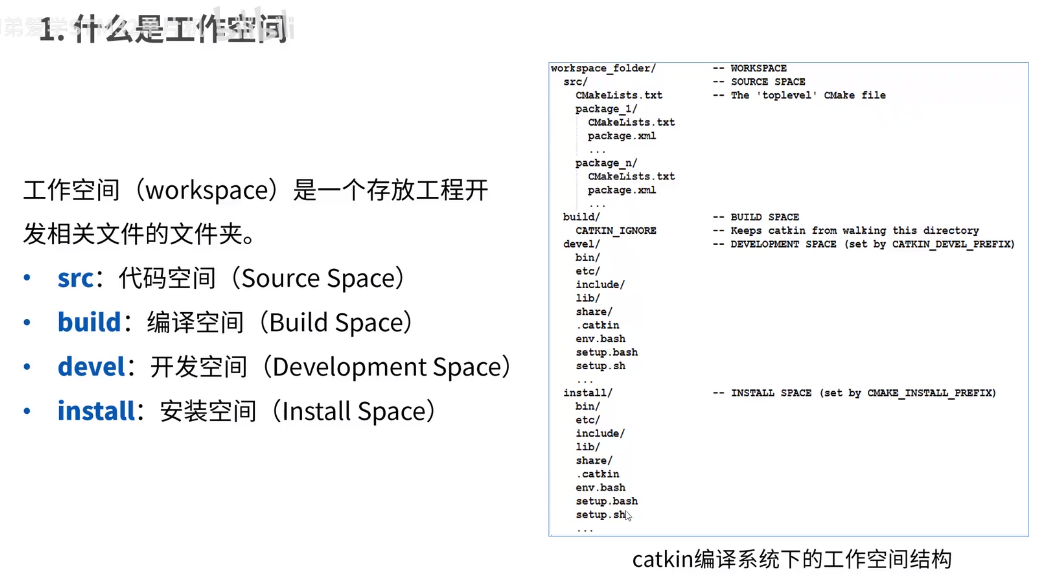 1. 什么是工作空间
工作空间（workspace）是一个存放工程开
发相关文件的文件夹。
• src：代码空间（Source Space）
• build：编译空间（Build Space）
• devel：开发空间（Development Space）
• install：安装空间（Install Space）
workspace_folder/ -- WORKSPACE
src/ -- SOURCE SPACE
CMakeLists.txt -- The 'toplevel' CMake file
package_1/
CMakeLists.txt
package.xml
...
package_n/
CMakeLists.txt
package.xml
...
build/ -- BUILD SPACE
CATKIN_IGNORE -- Keeps catkin from walking this directory
devel/ -- DEVELOPMENT SPACE (set by CATKIN_DEVEL_PREFIX)
bin/
etc/
include/
lib/
share/
.catkin
env.bash
setup.bash
setup.sh
...
install/ -- INSTALL SPACE (set by CMAKE_INSTALL_PREFIX)
bin/
etc/
include/
lib/
share/
.catkin
env.bash
setup.bash
setup.sh
...
catkin编译系统下的工作空间结构